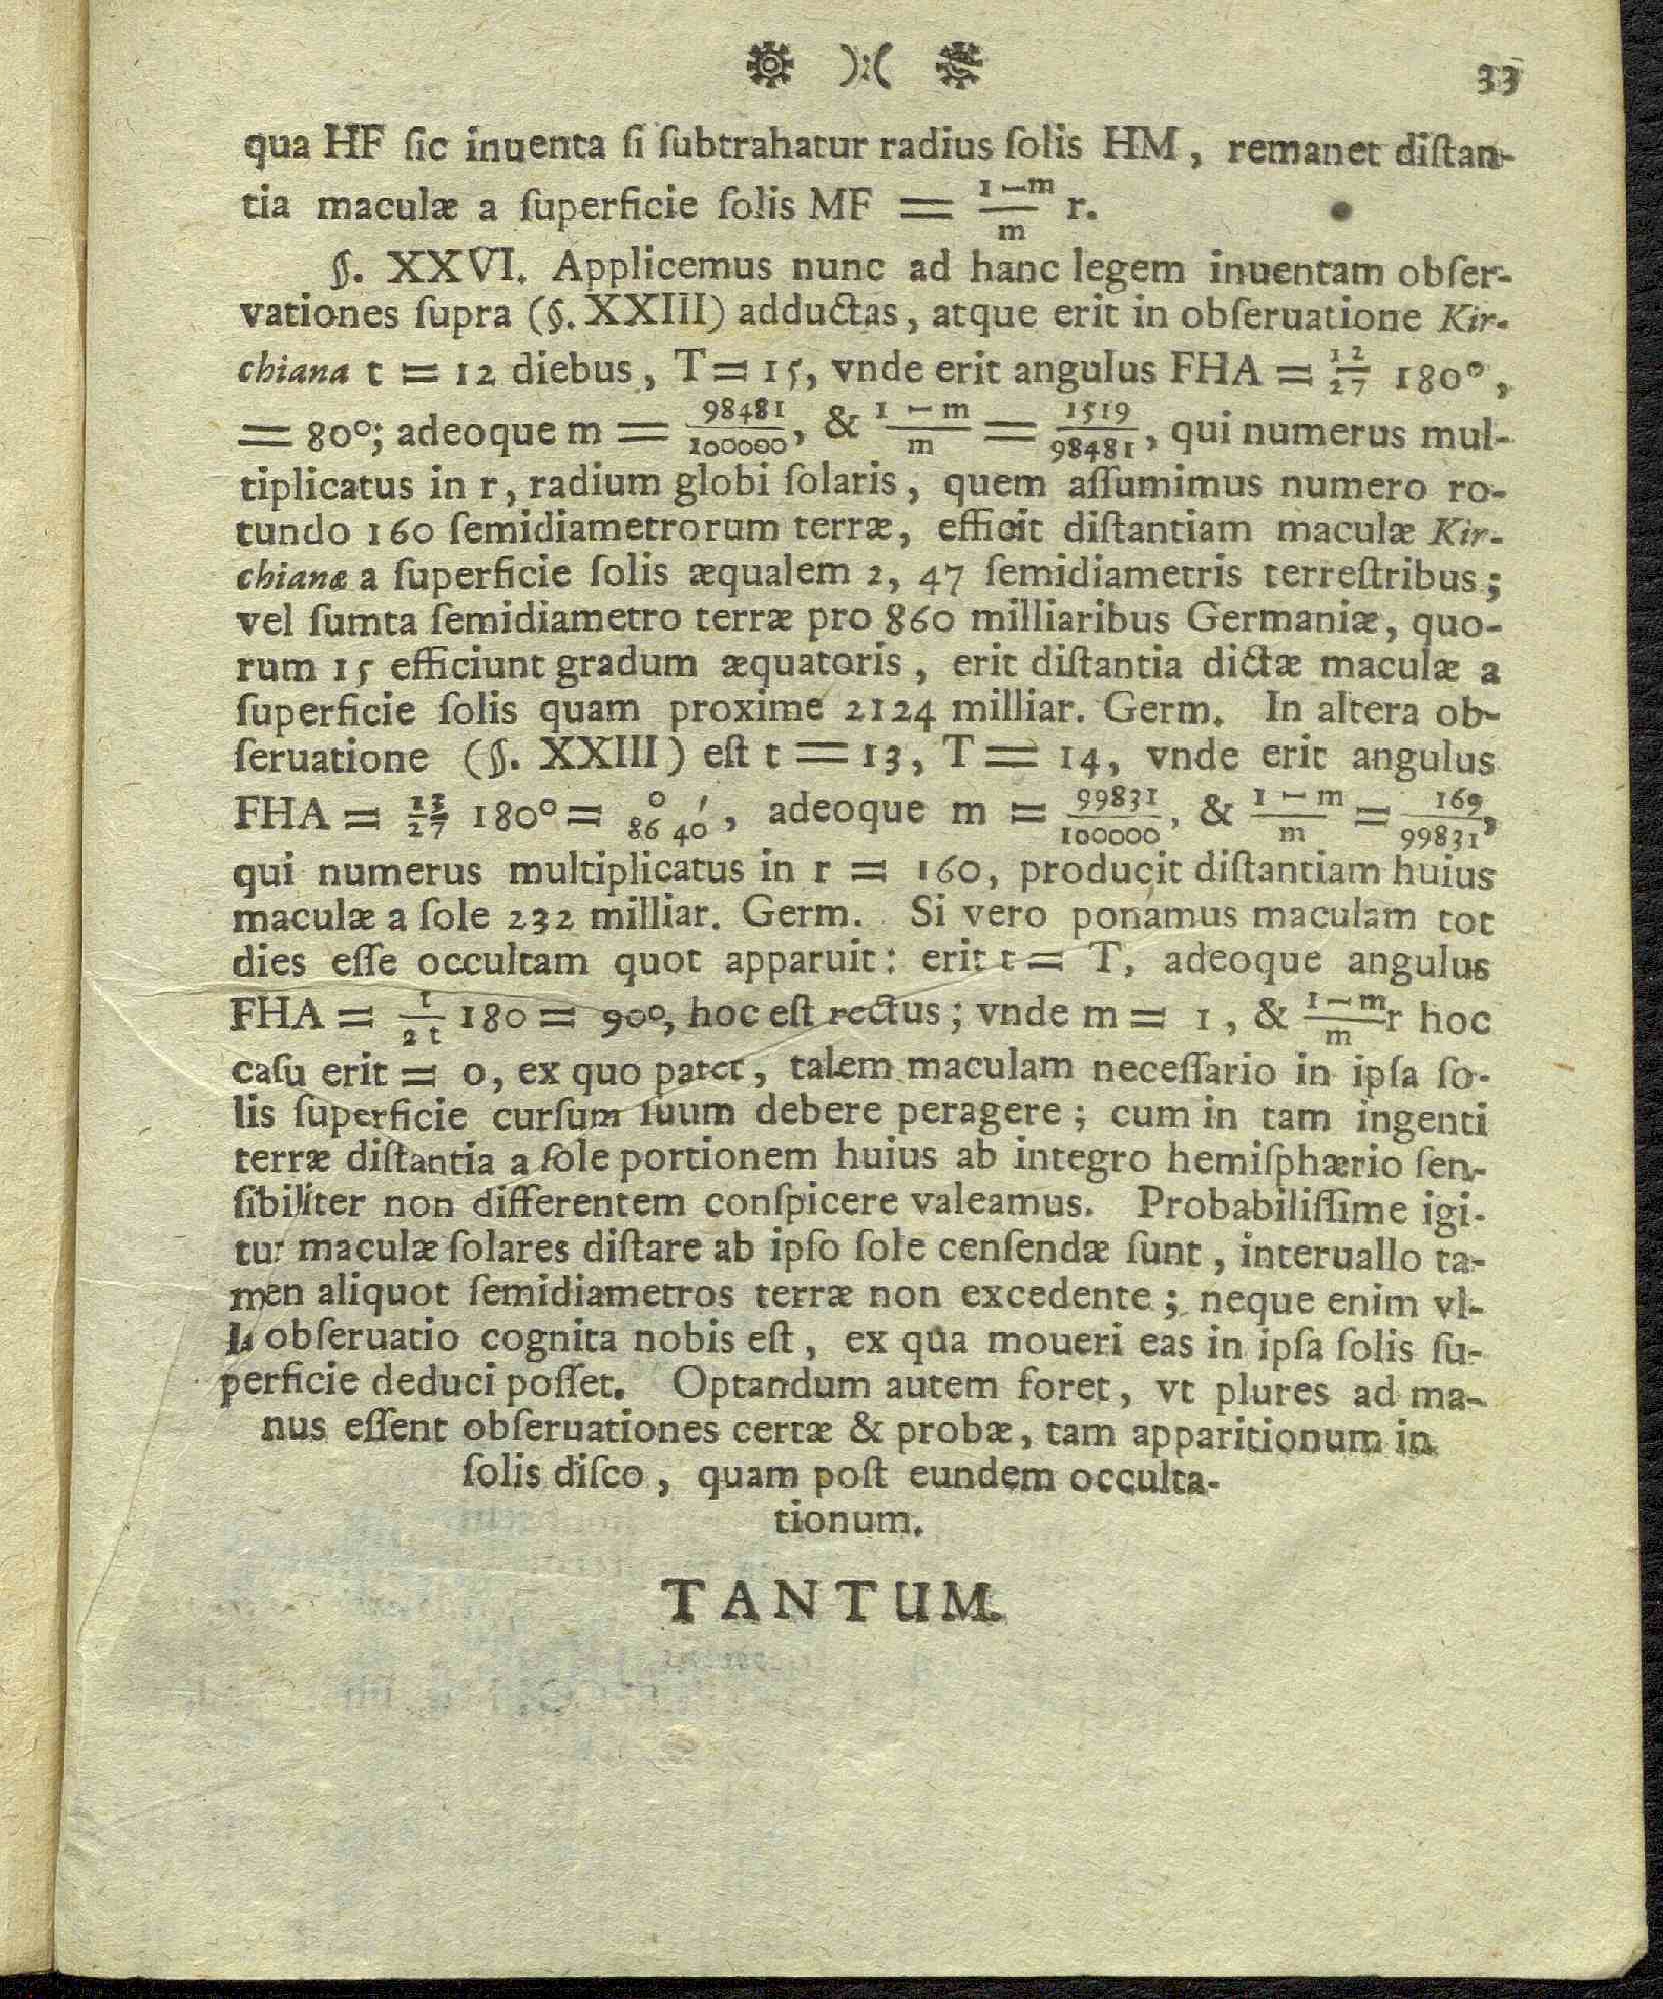 ):( 33
qua HF ſic inuenta ſi ſubtrahatur radius ſolis HM, remanet diſtan-
tia maculæ a ſuperficie ſolis MF = (1−m)/m r.
§. XXVI. Applicemus nunc ad hanc legem inuentam obſer-
vationes ſupra (§. XXIII) adductas, atque erit in obſeruatione Kir-
chiana t = 12 diebus, T = 15, vnde erit angulus FHA = 12/27 180°,
= 80°; adeoque m = 98481/100000, & (1−m)/m = 1519/98481, qui numerus mul-
tiplicatus in r, radium globi ſolaris, quem aſſumimus numero ro-
tundo 160 ſemidiametrorum terræ, efficit diſtantiam maculæ Kir-
chianæ a ſuperficie ſolis æqualem 2, 47 ſemidiametris terreſtribus;
vel ſumta ſemidiametro terræ pro 860 milliaribus Germaniæ, quo-
rum 15 efficiunt gradum æquatoris, erit diſtantia dictæ maculæ a
ſuperficie ſolis quam proxime 2124 milliar. Germ. In altera ob-
ſeruatione (§. XXIII) eſt t = 13, T = 14, vnde erit angulus
FHA = 13/27 180° = 86° 40′, adeoque m = 99831/100000, & (1−m)/m = 169/99831,
qui numerus multiplicatus in r = 160, producit diſtantiam huius
maculæ a ſole 232 milliar. Germ. Si vero ponamus maculam tot
dies eſſe occultam quot apparuit: erit t = T, adeoque angulus
FHA = t/2t 180 = 90°, hoc eſt rectus; vnde m = 1, & (1−m)/m r hoc
caſu erit = 0, ex quo patet, talem maculam neceſſario in ipſa ſo-
lis ſuperficie curſum ſuum debere peragere; cum in tam ingenti
terræ diſtantia a ſole portionem huius ab integro hemiſphærio ſen-
ſibiliter non differentem conſpicere valeamus. Probabiliſſime igi-
tur maculæ ſolares diſtare ab ipſo ſole cenſendæ ſunt, interuallo ta-
men aliquot ſemidiametros terræ non excedente; neque enim vl-
la obſeruatio cognita nobis eſt, ex qua moueri eas in ipſa ſolis ſu-
perficie deduci poſſet. Optandum autem foret, vt plures ad ma-
nus eſſent obſeruationes certæ & probæ, tam apparitionum in
ſolis diſco, quam poſt eundem occulta-
tionum.
TANTUM.